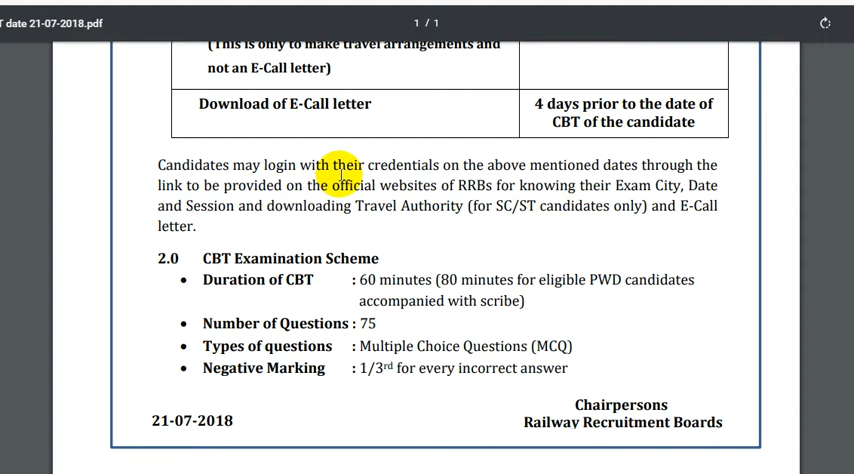 T date 21-07-2018.pdf
1 / 1
(This is only to make travel arrangements and
not an E-Call letter)
Download of E-Call letter
4 days prior to the date of
CBT of the candidate
Candidates may login with their credentials on the above mentioned dates through the
link to be provided on the official websites of RRBs for knowing their Exam City, Date
and Session and downloading Travel Authority (for SC/ST candidates only) and E-Call
letter.
2.0 CBT Examination Scheme
• Duration of CBT : 60 minutes (80 minutes for eligible PWD candidates
accompanied with scribe)
• Number of Questions : 75
• Types of questions : Multiple Choice Questions (MCQ)
• Negative Marking : 1/3rd for every incorrect answer
Chairpersons
21-07-2018 Railway Recruitment Boards